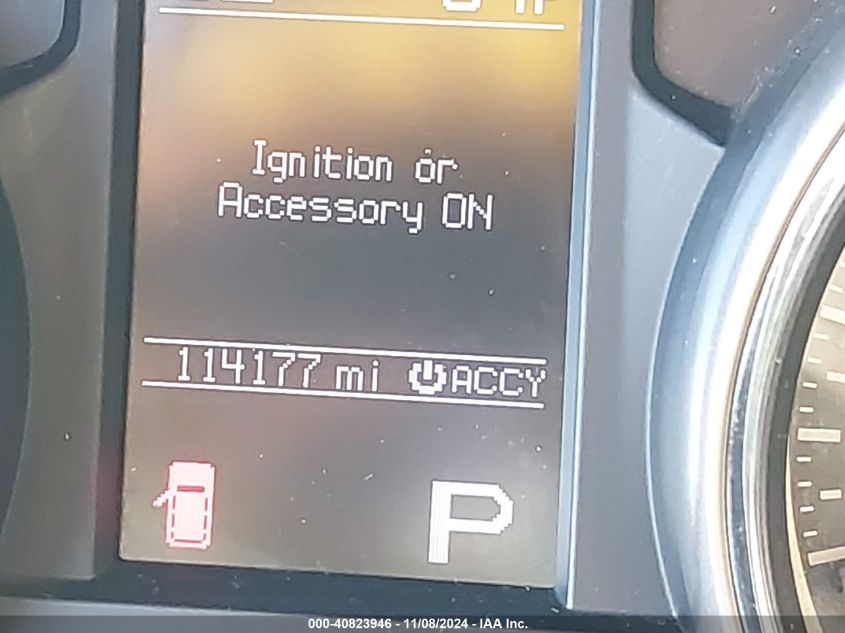 Ignition or
Accessory ON
114177 mi ACCY
P
000-40823946 - 11/08/2024 - IAA Inc.